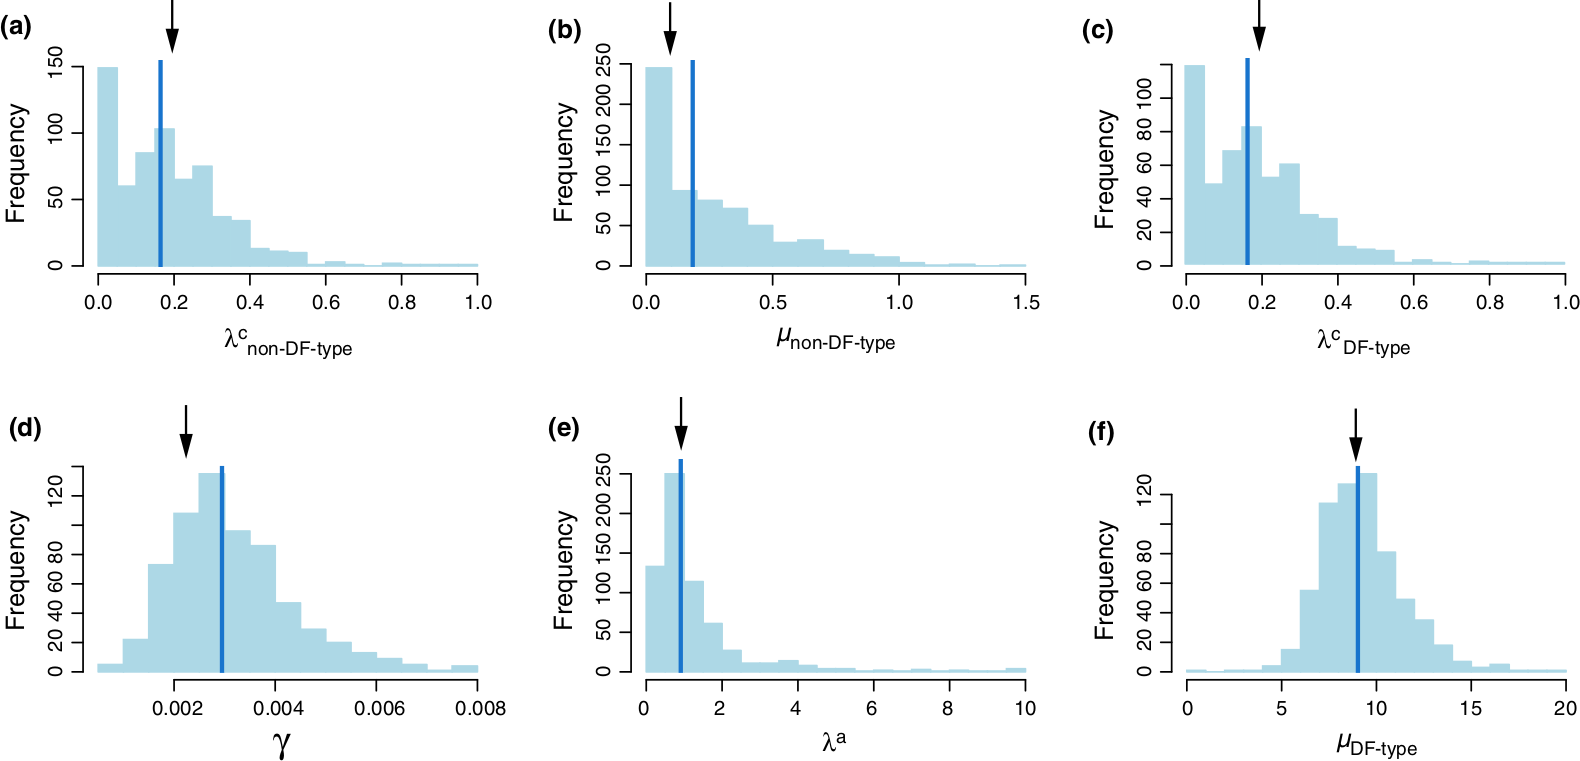 (a)
Frequency
0 50 100 150
0.0 0.2 0.4 0.6 0.8 1.0
λc non-DF-type
(b)
Frequency
0 50 100 150 200 250
0.0 0.5 1.0 1.5
μnon-DF-type
(c)
Frequency
0 20 40 60 80 100
0.0 0.2 0.4 0.6 0.8 1.0
λc DF-type
(d)
Frequency
0 20 40 60 80 120
0.002 0.004 0.006 0.008
γ
(e)
Frequency
0 50 100 150 200 250
0 2 4 6 8 10
λa
(f)
Frequency
0 20 40 60 80 120
0 5 10 15 20
μDF-type